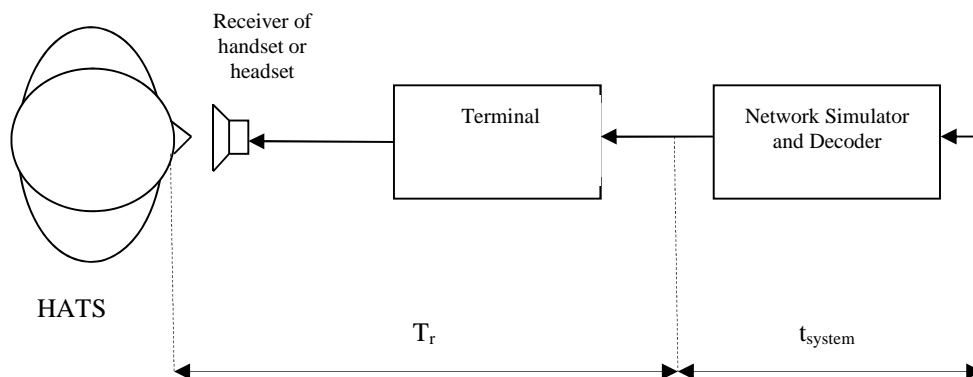 Receiver of
handset or
headset
Terminal
Network Simulator
and Decoder
HATS
Tr
tsystem